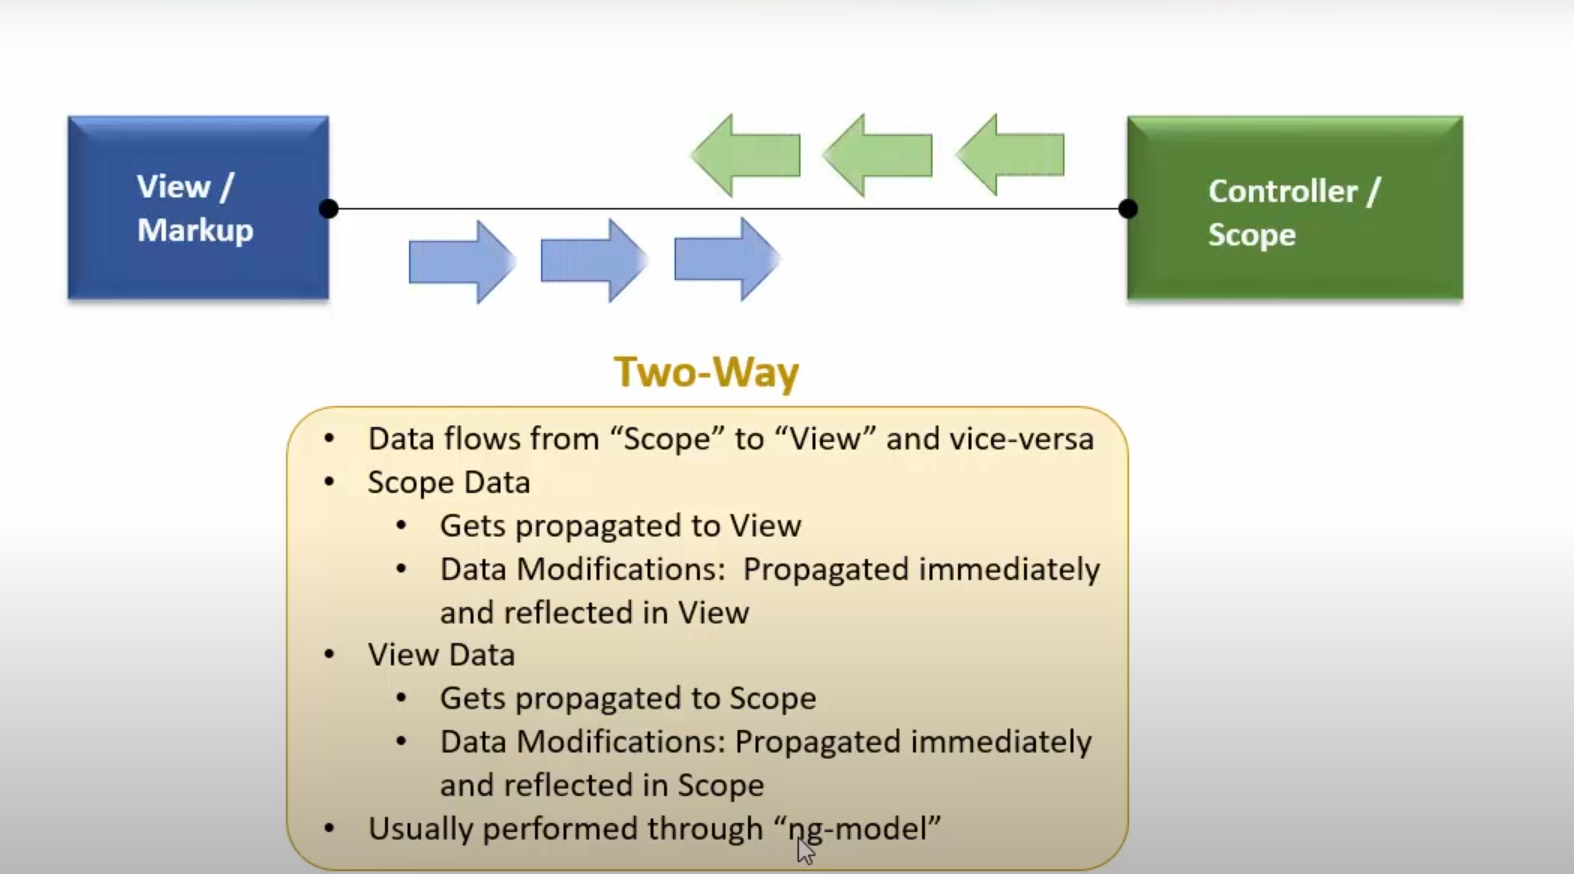 View /
Markup
Controller /
Scope
Two-Way
• Data flows from “Scope” to “View” and vice-versa
• Scope Data
• Gets propagated to View
• Data Modifications: Propagated immediately
and reflected in View
• View Data
• Gets propagated to Scope
• Data Modifications: Propagated immediately
and reflected in Scope
• Usually performed through “ng-model”